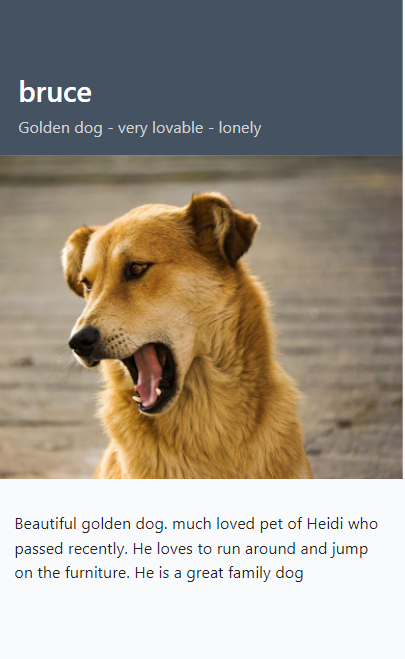 bruce
Golden dog - very lovable - lonely
Beautiful golden dog. much loved pet of Heidi who
passed recently. He loves to run around and jump
on the furniture. He is a great family dog